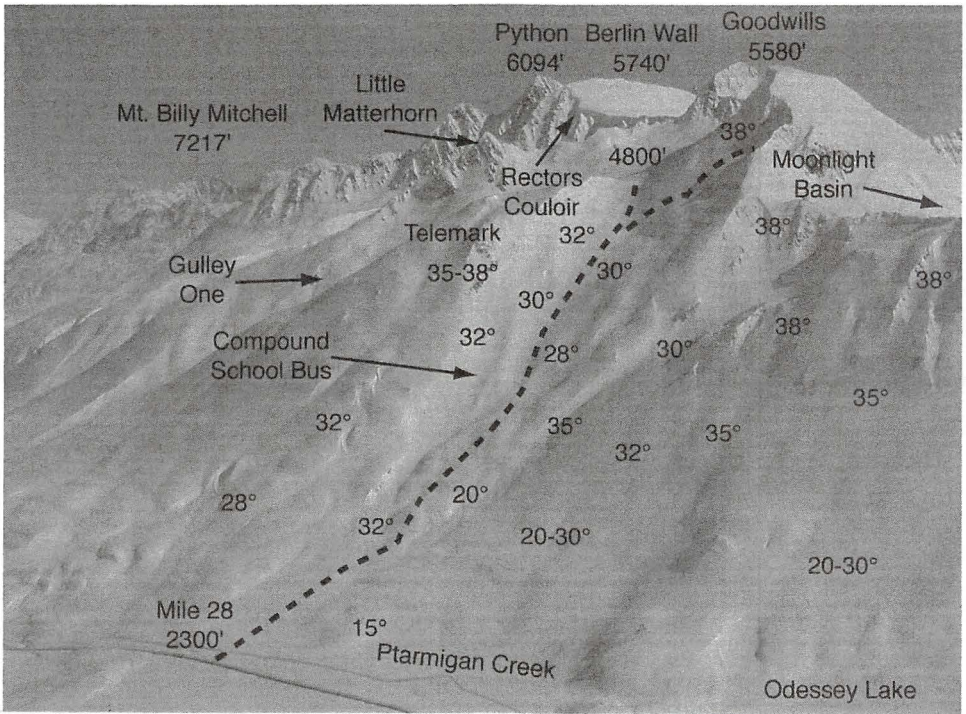 Goodwills
5580'
Python
6094'
Berlin Wall
5740'
Little
Matterhorn
Mt. Billy Mitchell
7217'
38°
4800'
Moonlight
Basin
Rectors
Couloir
Telemark
32°
38°
35-38°
30°
38°
Gulley
One
30°
38°
32°
28°
30°
Compound
School Bus
35°
32°
35°
35°
32°
28°
20°
32°
20-30°
20-30°
Mile 28
2300'
15°
Ptarmigan Creek
Odessey Lake